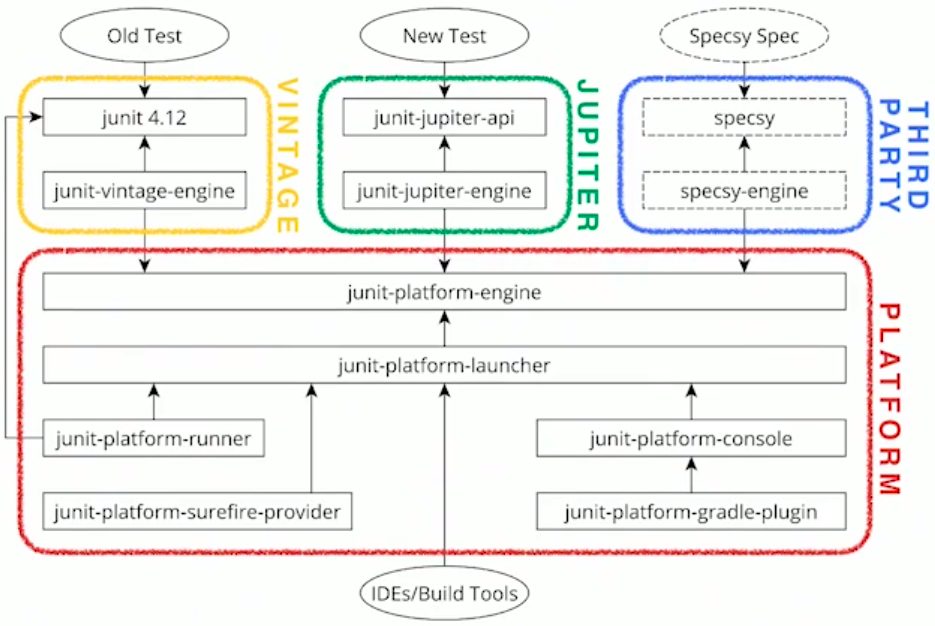 Old Test
New Test
Specsy Spec
junit 4.12
junit-jupiter-api
specsy
junit-vintage-engine
junit-jupiter-engine
specsy-engine
VINTAGE
JUPITER
THIRD
PARTY
junit-platform-engine
junit-platform-launcher
junit-platform-runner
junit-platform-console
junit-platform-surefire-provider
junit-platform-gradle-plugin
PLATFORM
IDEs/Build Tools